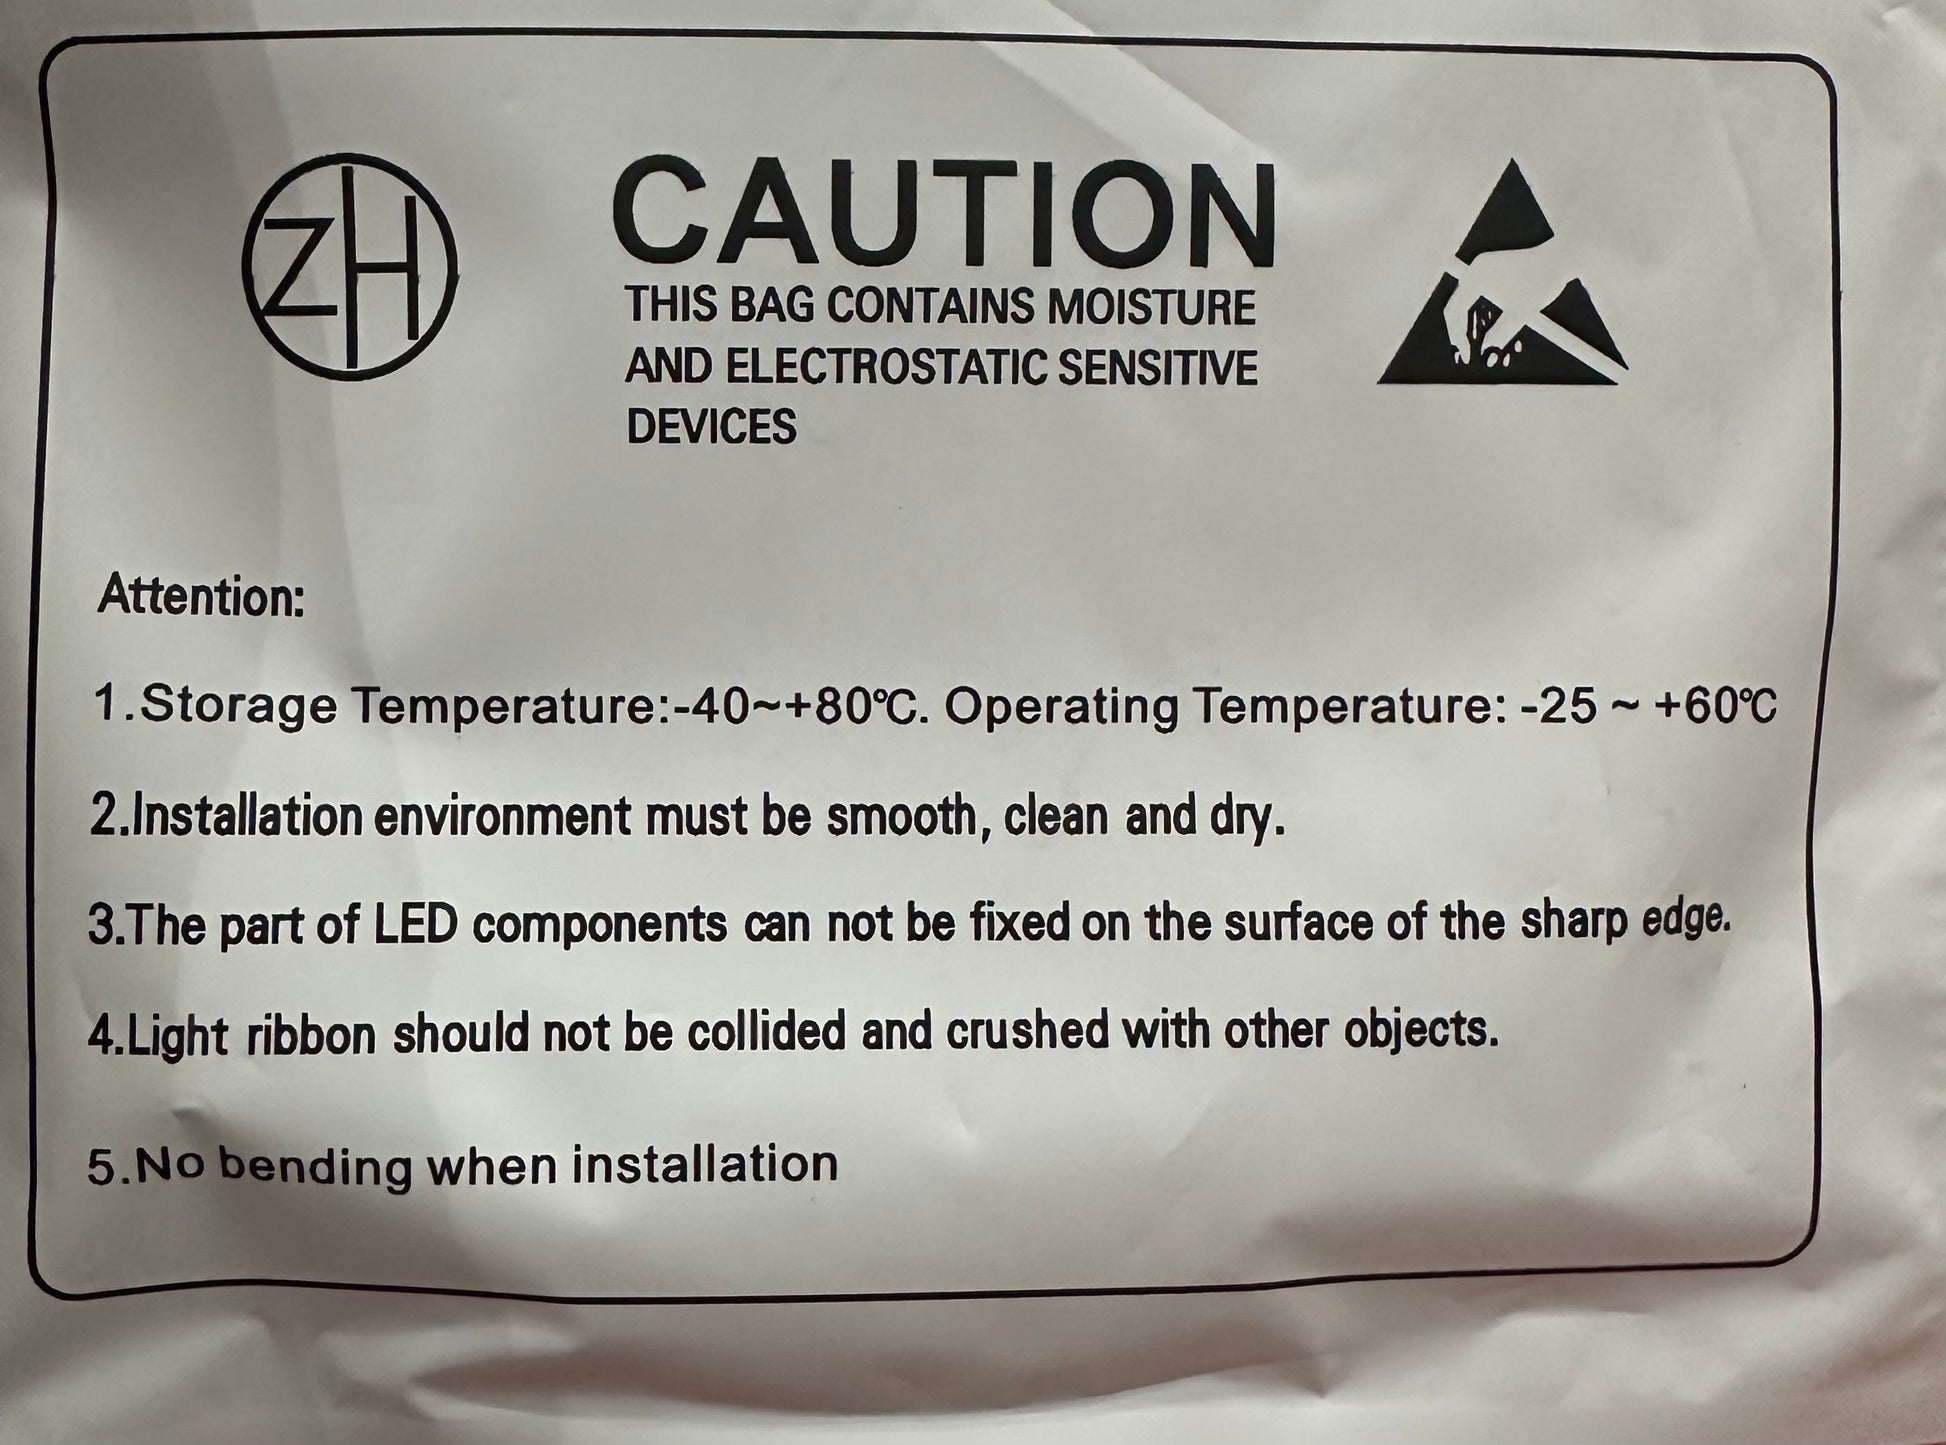 ZH
CAUTION
THIS BAG CONTAINS MOISTURE
AND ELECTROSTATIC SENSITIVE
DEVICES
Attention:
1.Storage Temperature:-40~+80℃. Operating Temperature: -25 ~ +60℃
2.Installation environment must be smooth, clean and dry.
3.The part of LED components can not be fixed on the surface of the sharp edge.
4.Light ribbon should not be collided and crushed with other objects.
5.No bending when installation